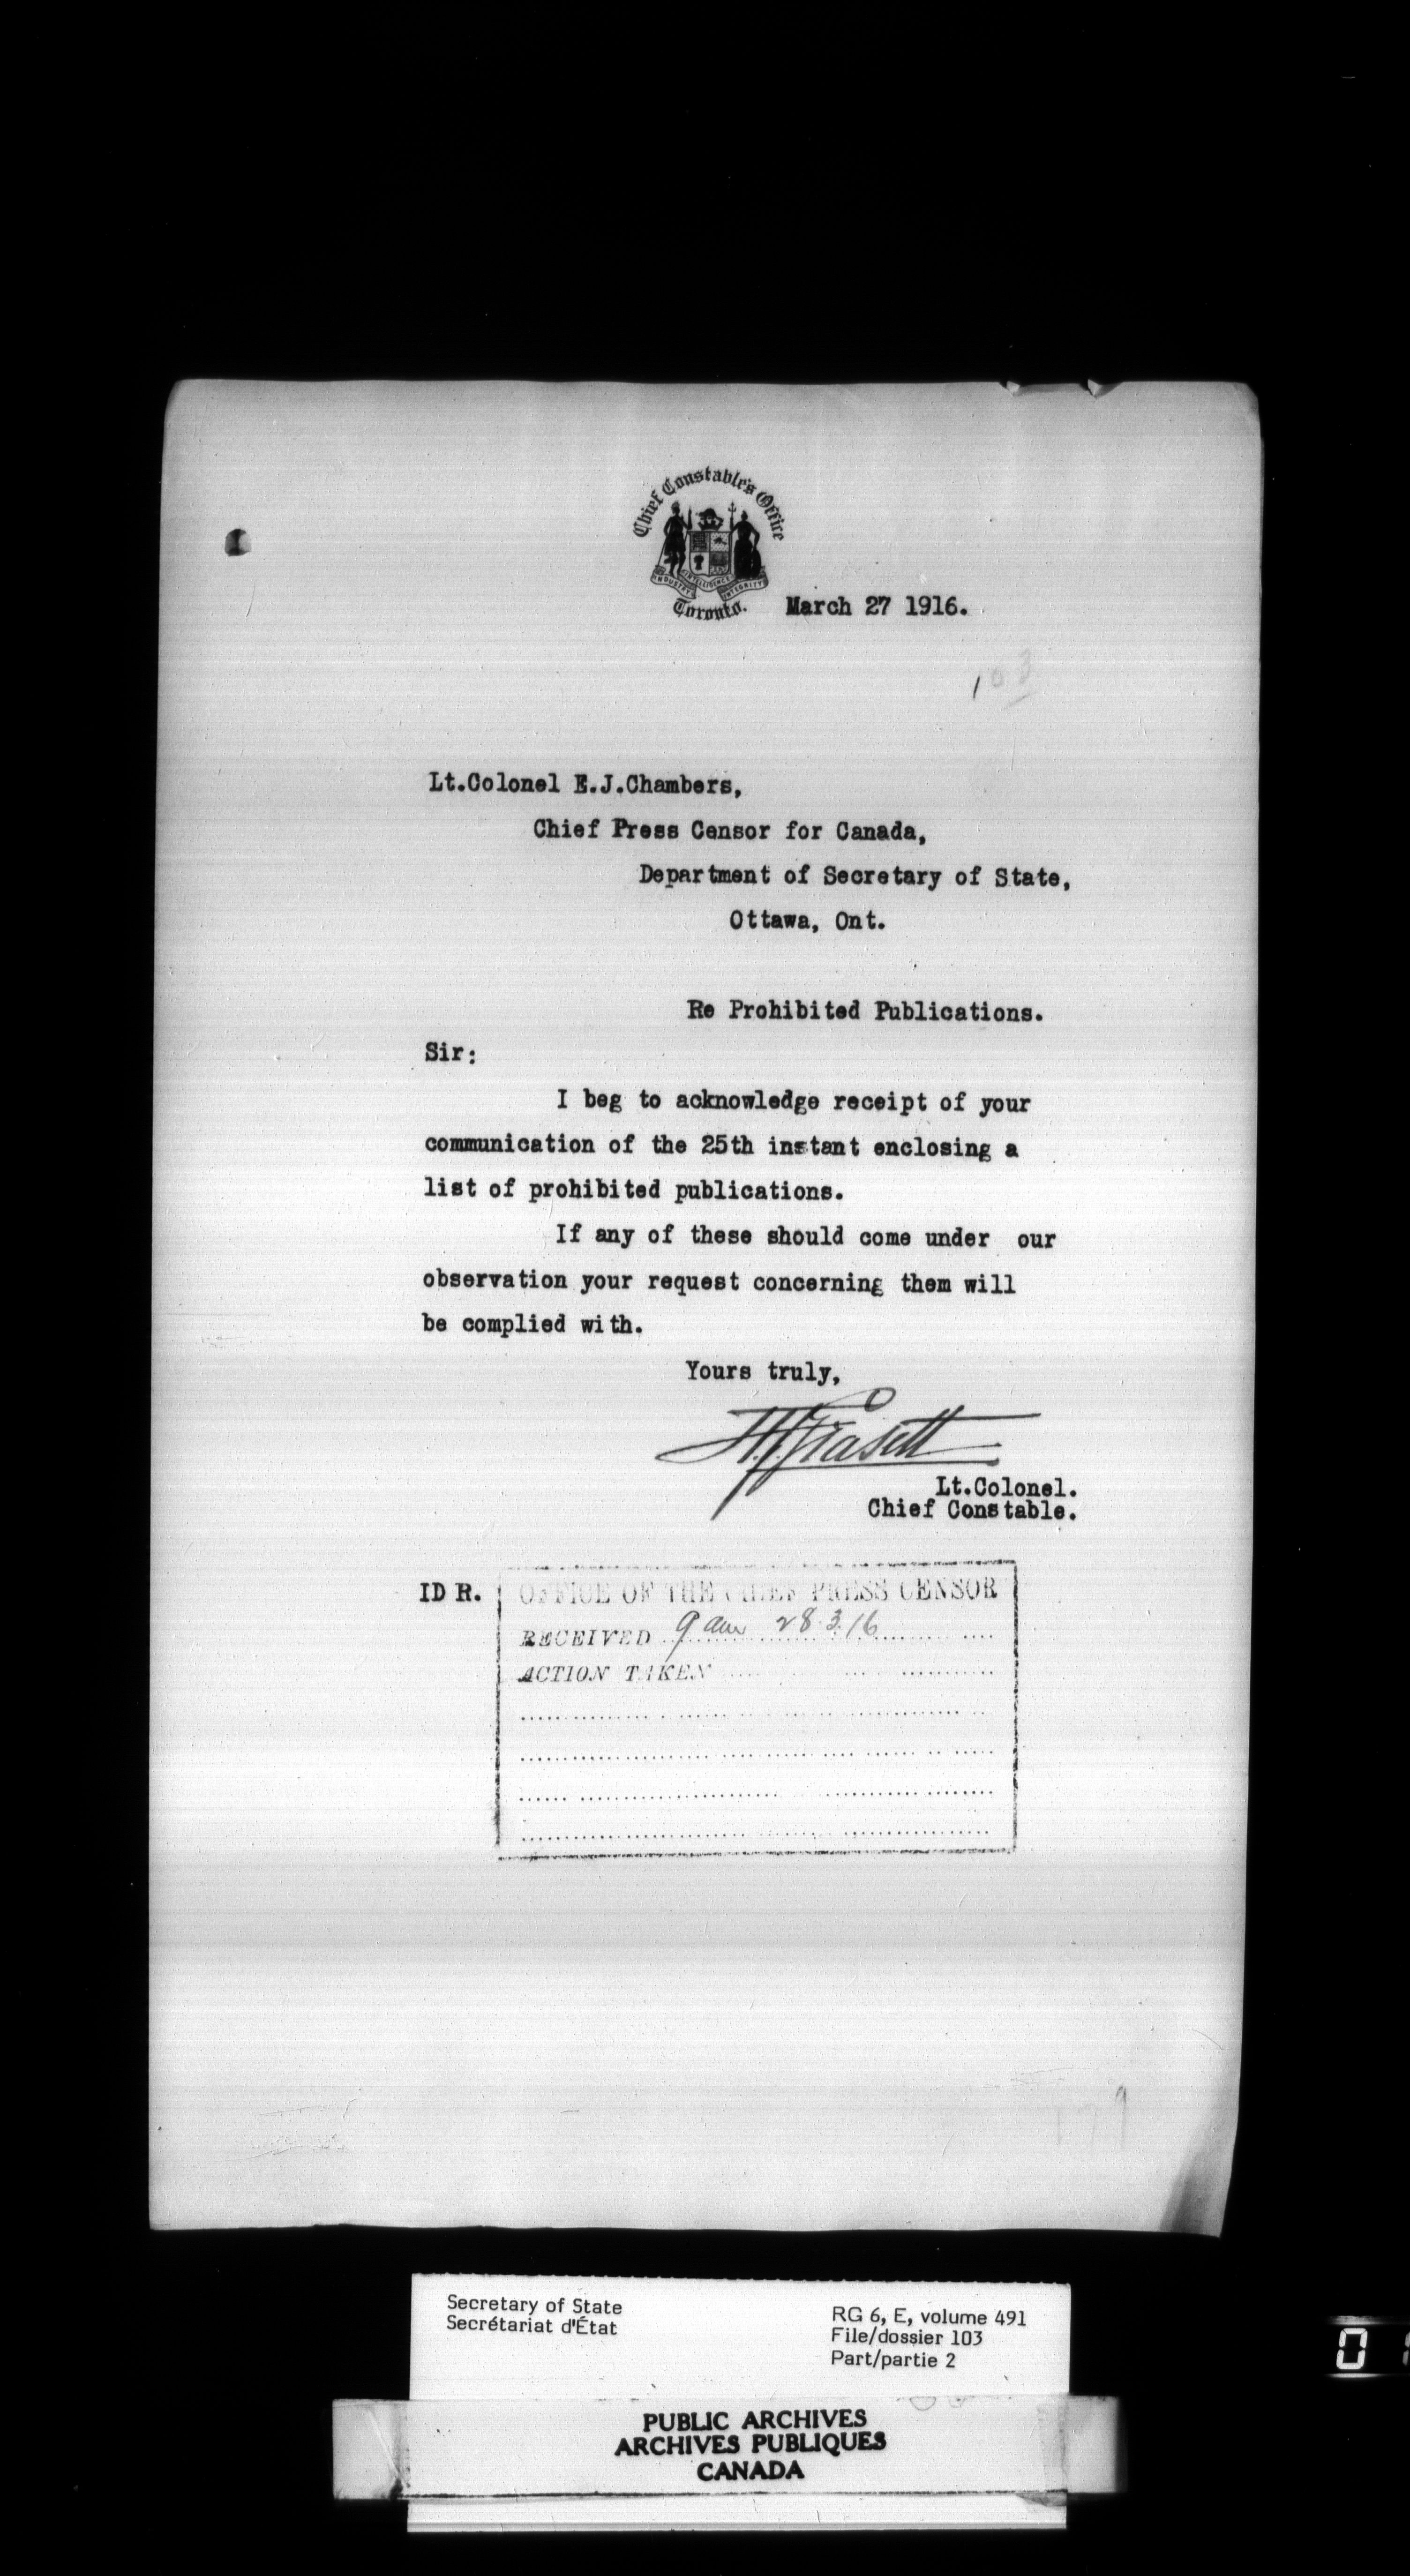 Chief Constable's Office
INDUSTRY INTELLIGENCE INTEGRITY
Toronto.
March 27 1916.
103
Lt.Colonel E.J.Chambers,
Chief Press Censor for Canada,
Department of Secretary of State,
Ottawa, Ont.
Re Prohibited Publications.
Sir:
I beg to acknowledge receipt of your
communication of the 25th instant enclosing a
list of prohibited publications.
If any of these should come under our
observation your request concerning them will
be complied with.
Yours truly,
H.J. Grasett
Lt.Colonel.
Chief Constable.
ID R.
OFFICE OF THE CHIEF PRESS CENSOR
RECEIVED 9 am 28.3.16
ACTION TAKEN
179
Secretary of State
Secrétariat d'État
RG 6, E, volume 491
File/dossier 103
Part/partie 2
PUBLIC ARCHIVES
ARCHIVES PUBLIQUES
CANADA